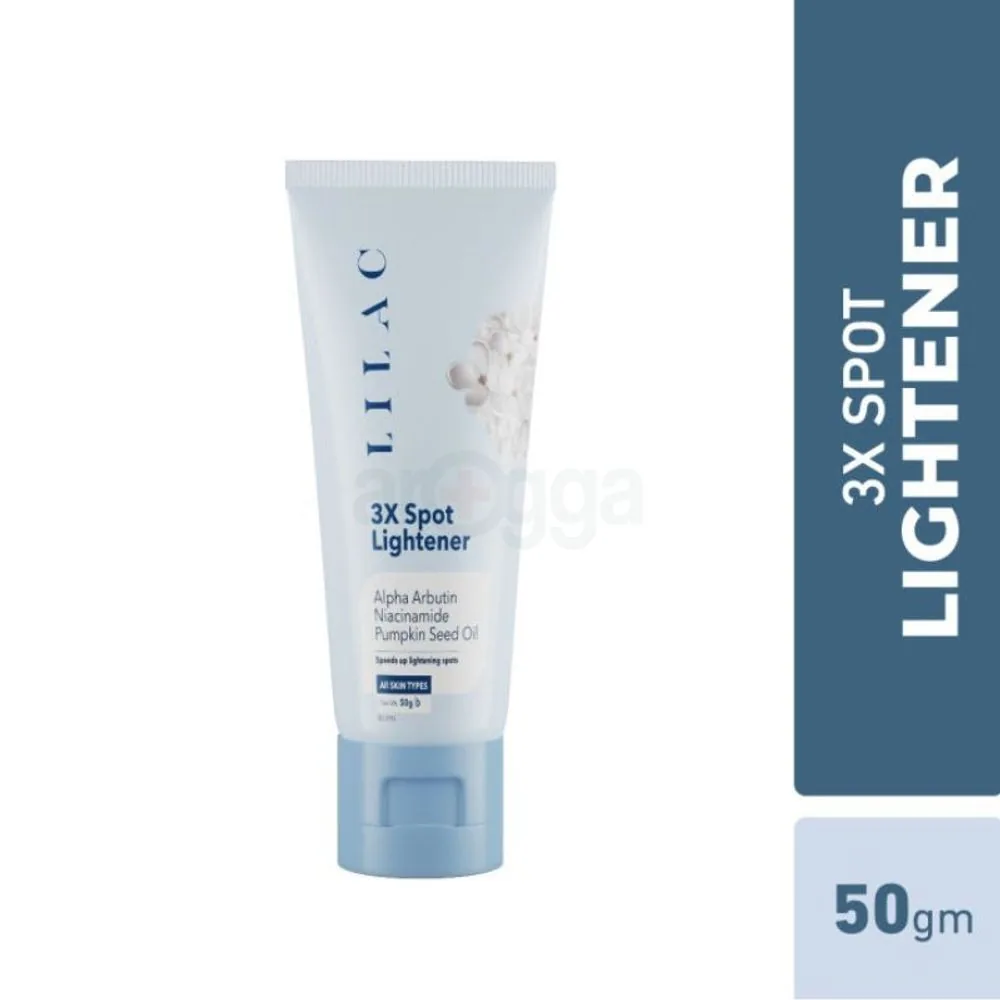 LILAC
3X Spot
Lightener
Alpha Arbutin
Niacinamide
Pumpkin Seed Oil
Speeds up lightening spots
All SKIN TYPES
50g
arogga
3X SPOT
LIGHTENER
50gm